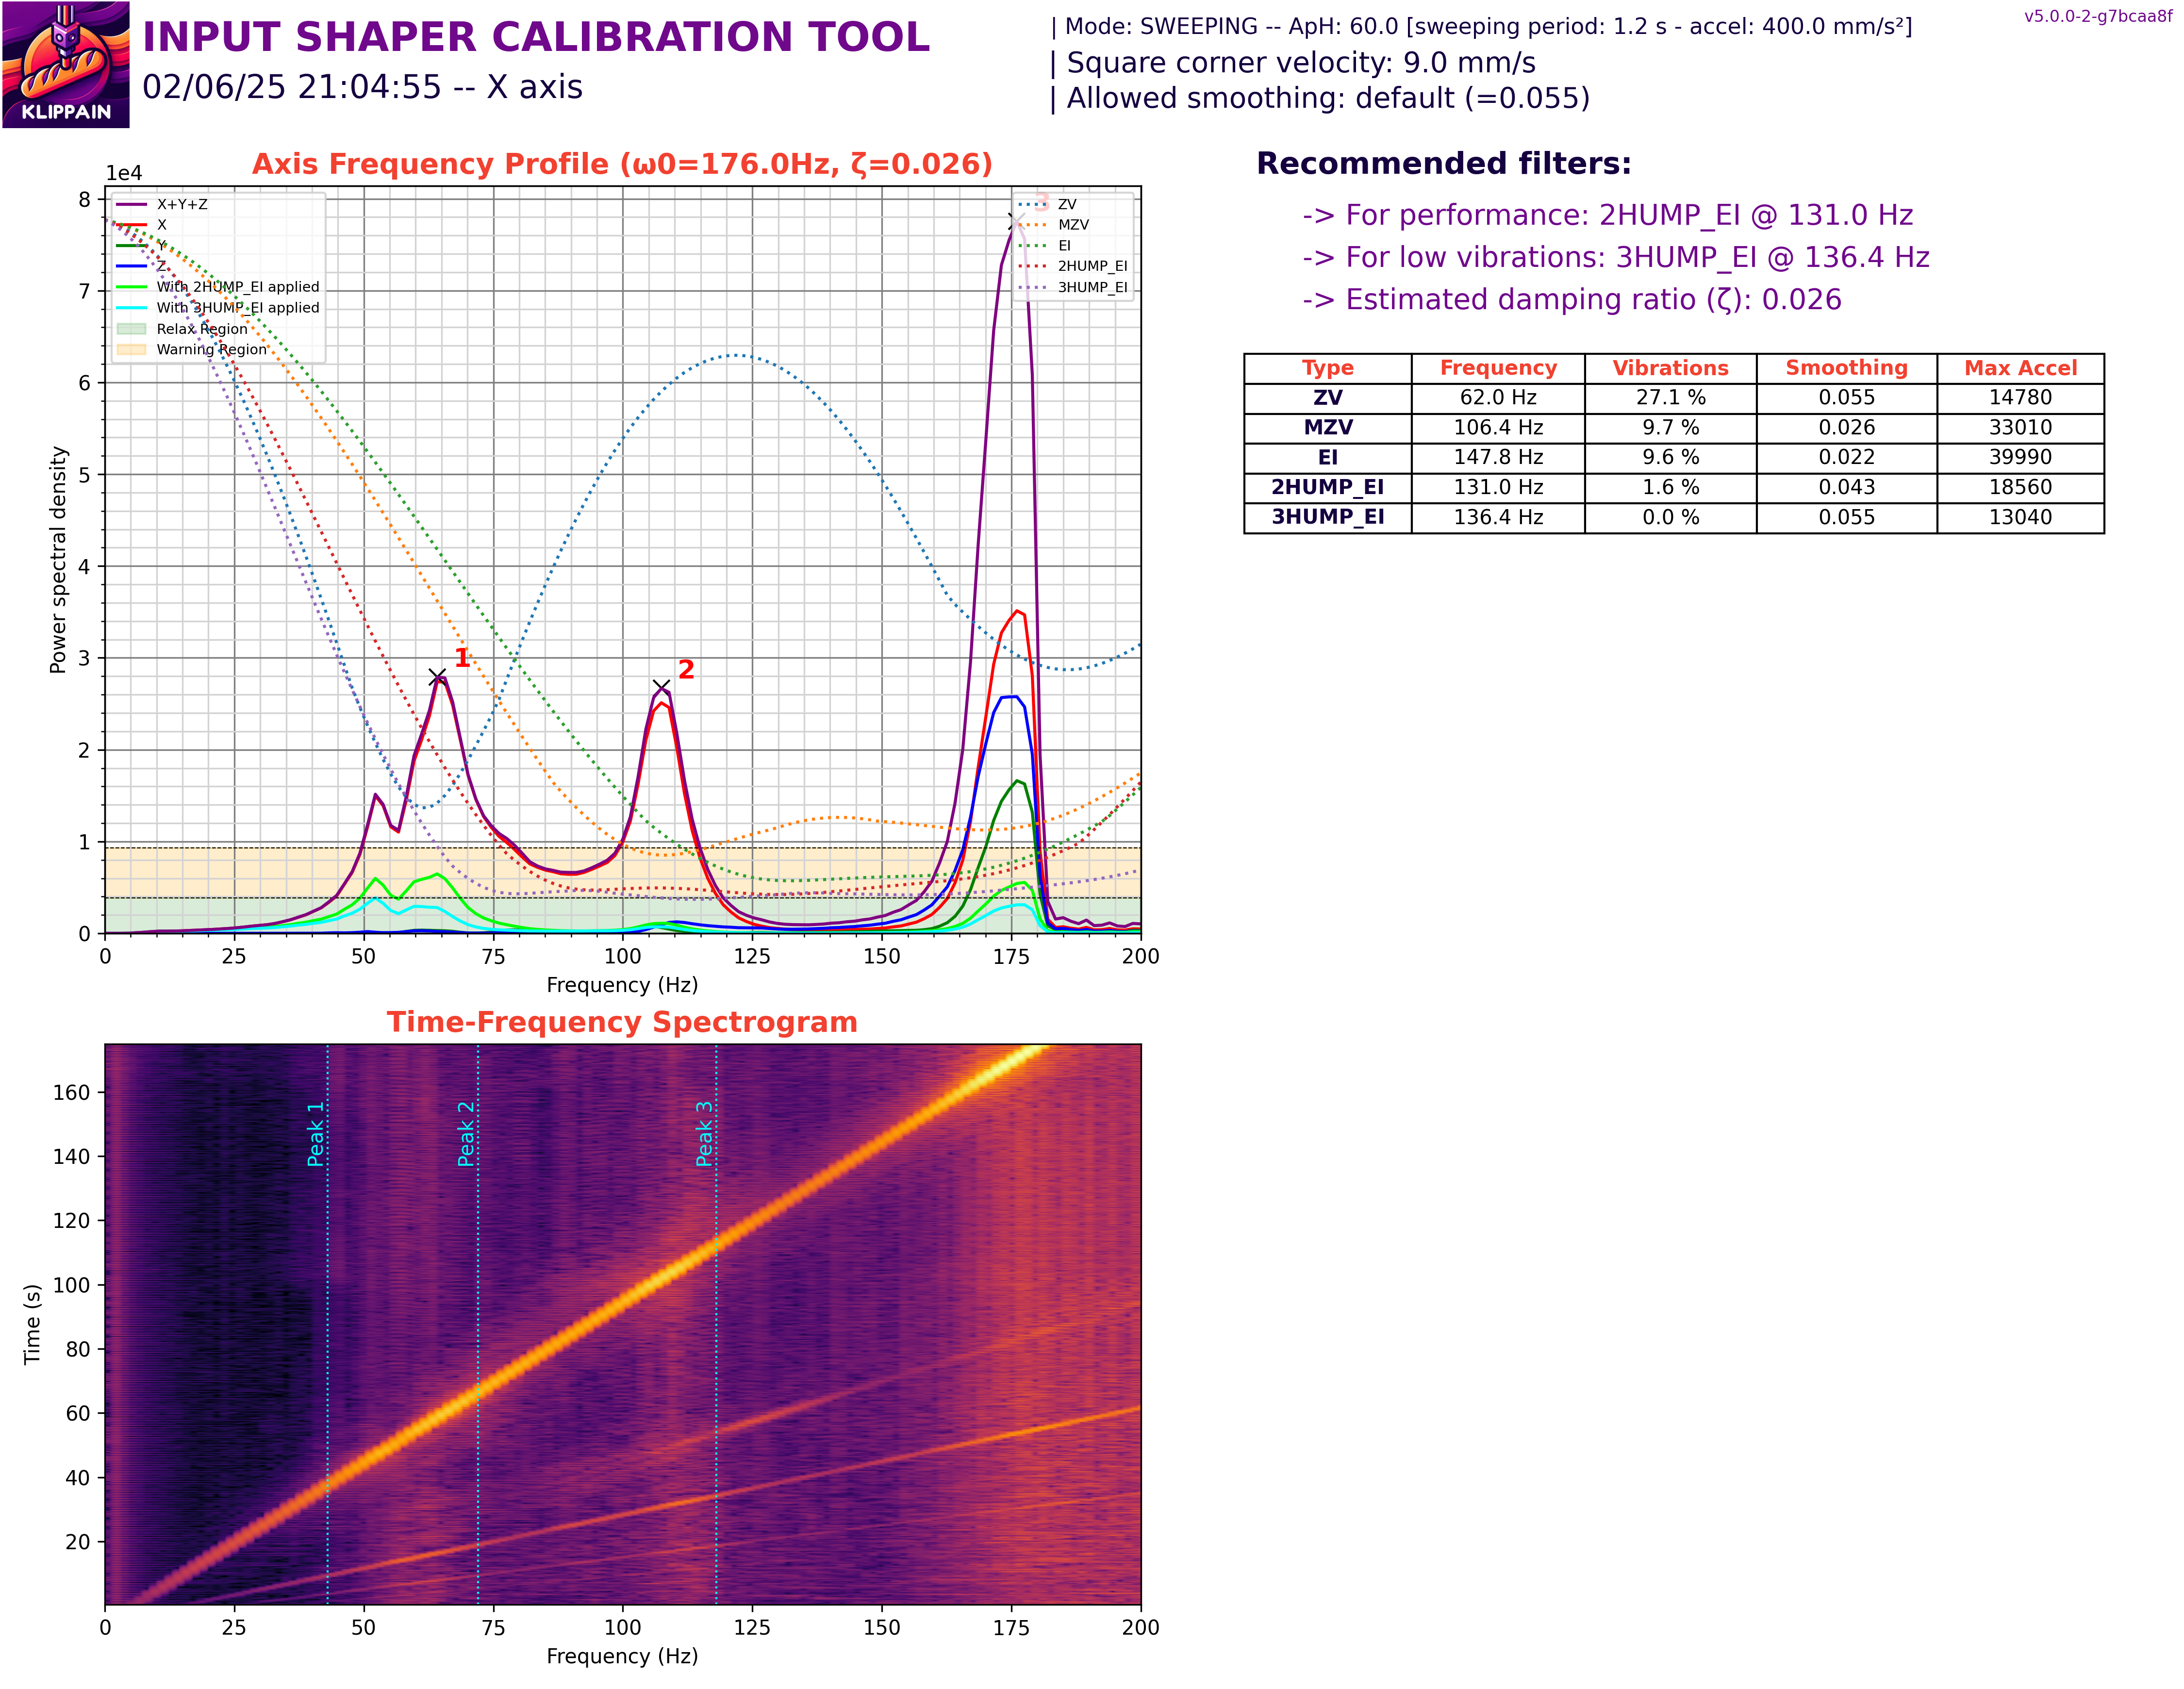 KLIPPAIN
INPUT SHAPER CALIBRATION TOOL
02/06/25 21:04:55 -- X axis
| Mode: SWEEPING -- ApH: 60.0 [sweeping period: 1.2 s - accel: 400.0 mm/s²]
| Square corner velocity: 9.0 mm/s
| Allowed smoothing: default (=0.055)
v5.0.0-2-g7bcaa8f
Axis Frequency Profile (ω0=176.0Hz, ζ=0.026)
1e4
X+Y+Z
X
Y
Z
With 2HUMP_EI applied
With 3HUMP_EI applied
Relax Region
Warning Region
ZV
MZV
EI
2HUMP_EI
3HUMP_EI
1
2
3
8
7
6
5
4
3
2
1
0
Power spectral density
0 25 50 75 100 125 150 175 200
Frequency (Hz)
Recommended filters:
-> For performance: 2HUMP_EI @ 131.0 Hz
-> For low vibrations: 3HUMP_EI @ 136.4 Hz
-> Estimated damping ratio (ζ): 0.026
Type Frequency Vibrations Smoothing Max Accel
ZV 62.0 Hz 27.1 % 0.055 14780
MZV 106.4 Hz 9.7 % 0.026 33010
EI 147.8 Hz 9.6 % 0.022 39990
2HUMP_EI 131.0 Hz 1.6 % 0.043 18560
3HUMP_EI 136.4 Hz 0.0 % 0.055 13040
Time-Frequency Spectrogram
Peak 1
Peak 2
Peak 3
160
140
120
100
80
60
40
20
Time (s)
0 25 50 75 100 125 150 175 200
Frequency (Hz)